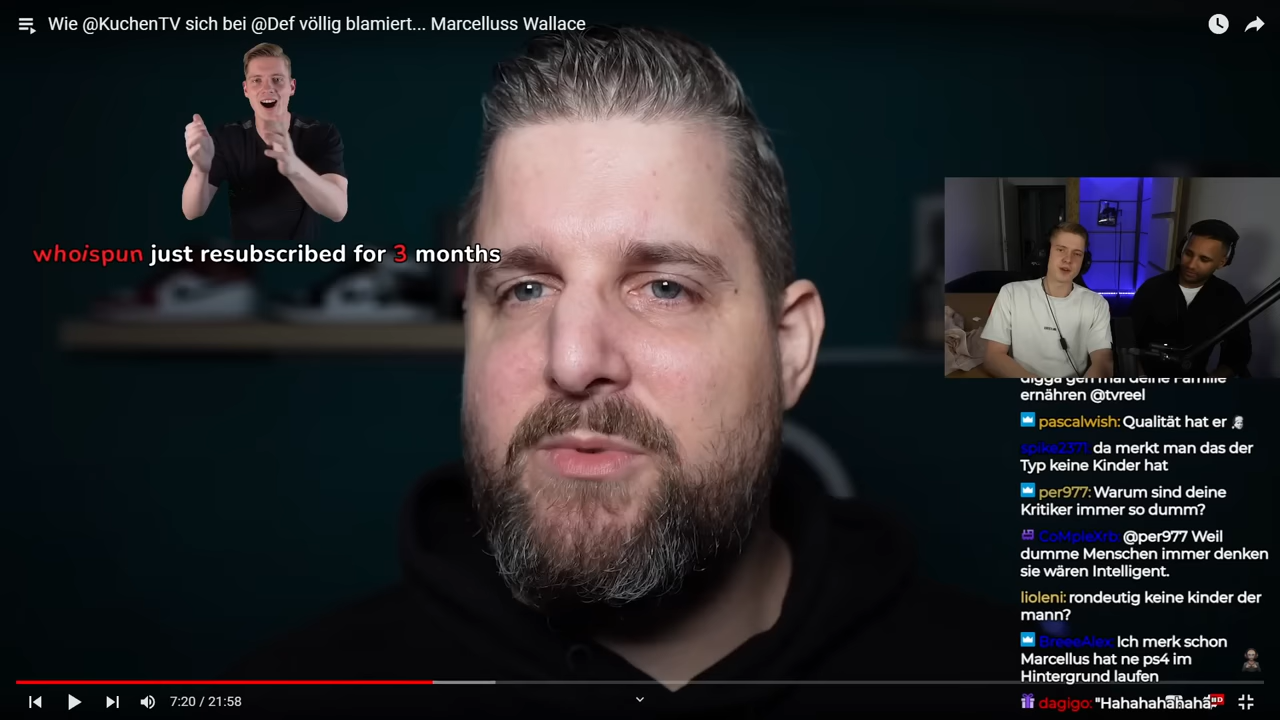 Wie @KuchenTV sich bei @Def völlig blamiert... Marcelluss Wallace
whoispun just resubscribed for 3 months
digga geh mal deine Familie
ernähren @tvreel
pascalwish: Qualität hat er
spike2371 da merkt man das der
Typ keine Kinder hat
per977: Warum sind deine
Kritiker immer so dumm?
CoMpleXrb: @per977 Weil
dumme Menschen immer denken
sie wären Intelligent.
lioleni: rondeutig keine kinder der
mann?
BreeeAlex: Ich merk schon
Marcellus hat ne ps4 im
Hintergrund laufen
dagigo: "Hahahahahaha,
HD
7:20 / 21:58